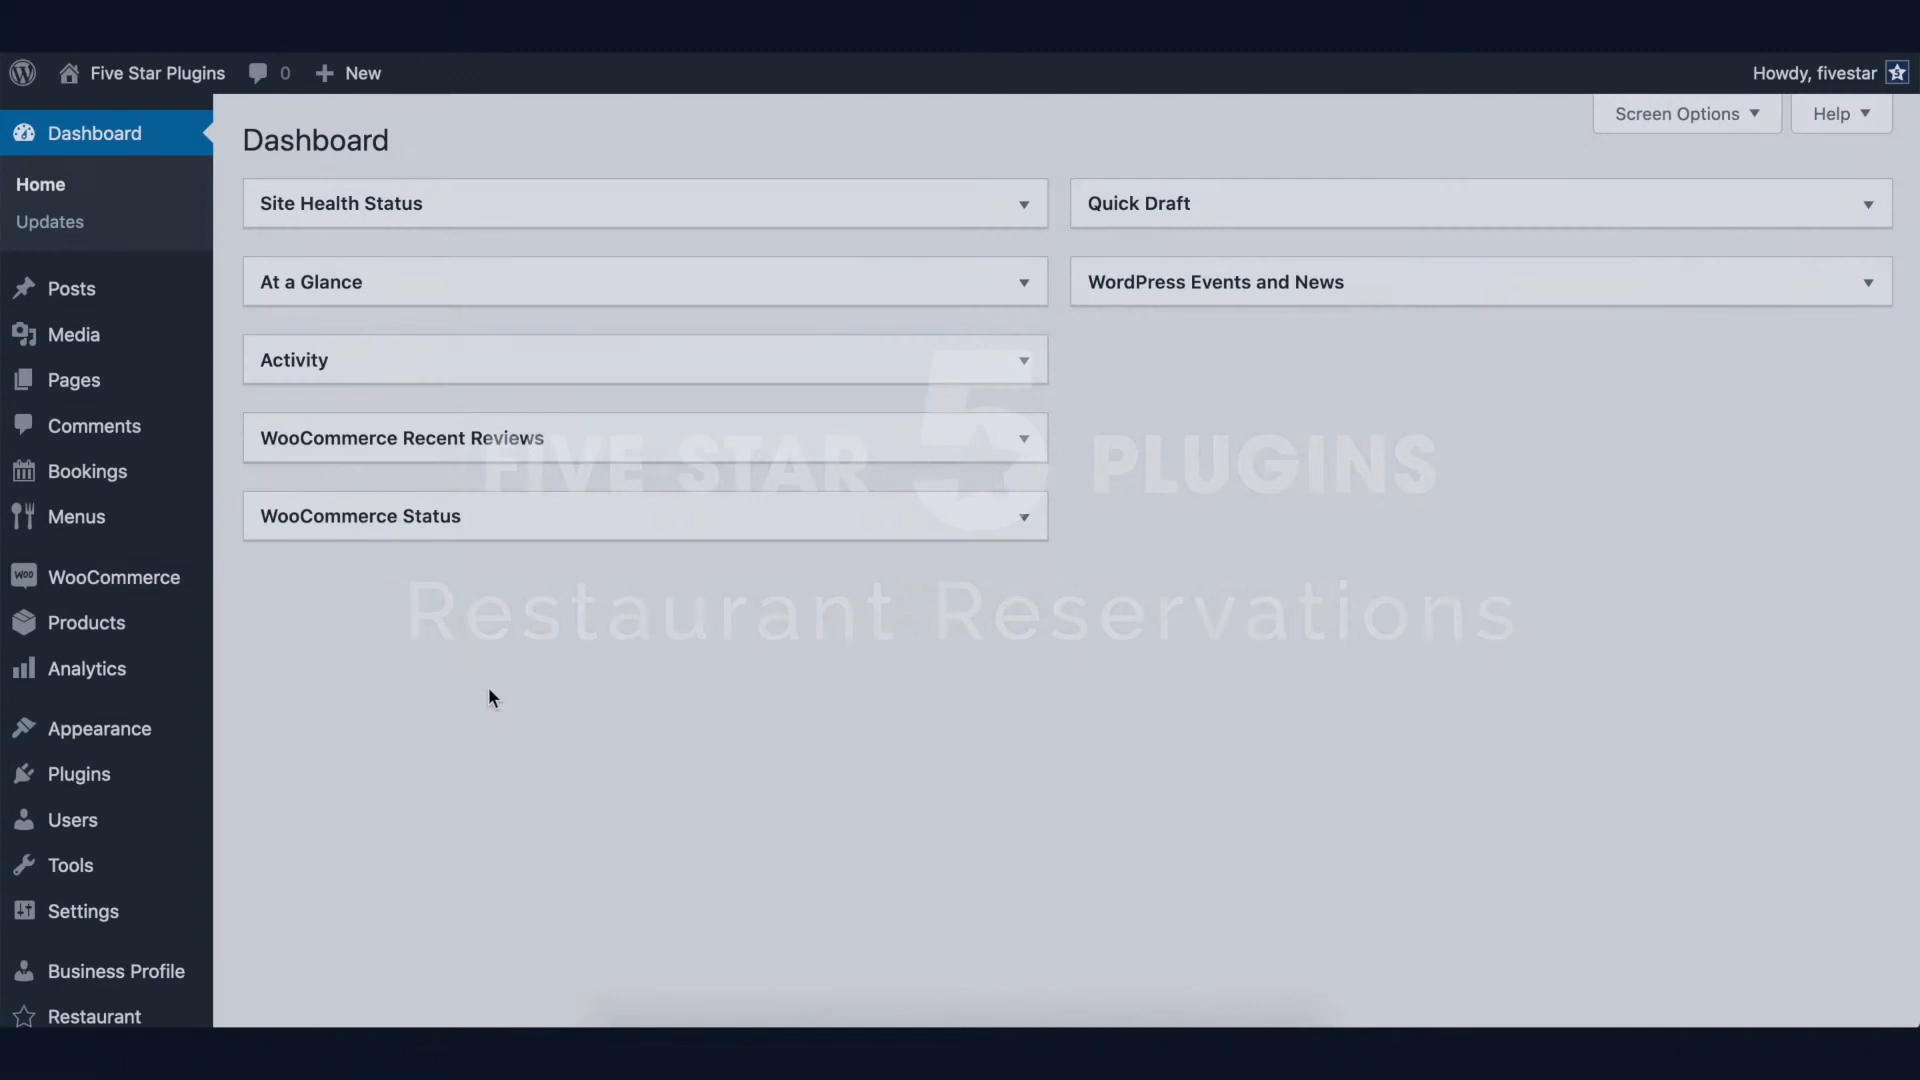 Five Star Plugins 0 New Howdy, fivestar
Screen Options Help
Dashboard
Home
Updates
Posts
Media
Pages
Comments
Bookings
Menus
WOO WooCommerce
Products
Analytics
Appearance
Plugins
Users
Tools
Settings
Business Profile
Restaurant
Dashboard
Site Health Status
At a Glance
Activity
WooCommerce Recent Reviews
WooCommerce Status
Quick Draft
WordPress Events and News
FIVE STAR 5 PLUGINS
Restaurant Reservations